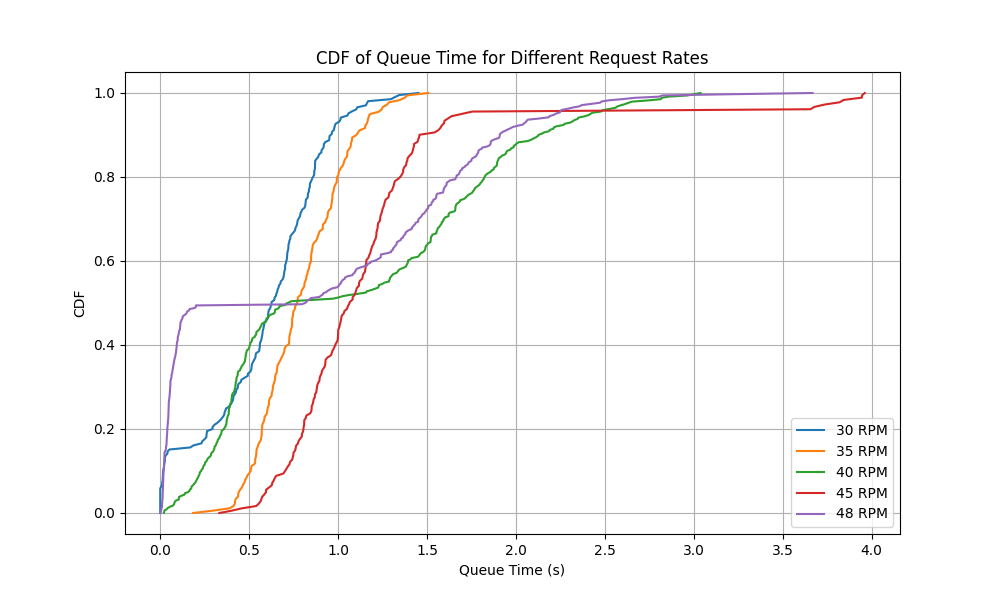 CDF of Queue Time for Different Request Rates
CDF
1.0
0.8
0.6
0.4
0.2
0.0
0.0 0.5 1.0 1.5 2.0 2.5 3.0 3.5 4.0
Queue Time (s)
30 RPM
35 RPM
40 RPM
45 RPM
48 RPM